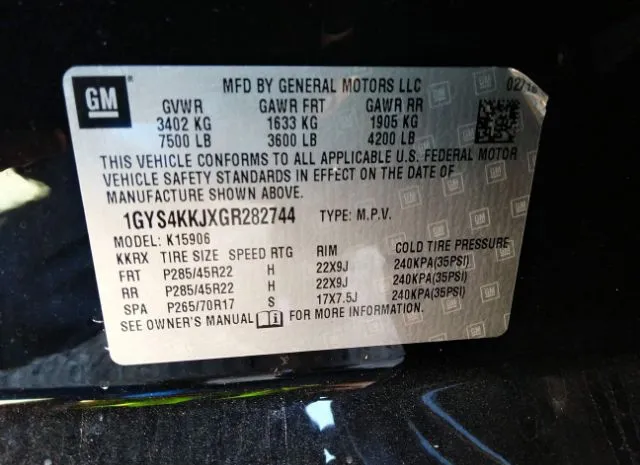 GM
MFD BY GENERAL MOTORS LLC
02/16
GVWR GAWR FRT GAWR RR
3402 KG 1633 KG 1905 KG
7500 LB 3600 LB 4200 LB
THIS VEHICLE CONFORMS TO ALL APPLICABLE U.S. FEDERAL MOTOR
VEHICLE SAFETY STANDARDS IN EFFECT ON THE DATE OF
MANUFACTURE SHOWN ABOVE.
1GYS4KKJXGR282744 TYPE: M.P.V.
MODEL: K15906
KKRX TIRE SIZE SPEED RTG RIM COLD TIRE PRESSURE
FRT P285/45R22 H 22X9J 240KPA(35PSI)
RR P285/45R22 H 22X9J 240KPA(35PSI)
SPA P265/70R17 S 17X7.5J 240KPA(35PSI)
SEE OWNER'S MANUAL FOR MORE INFORMATION.